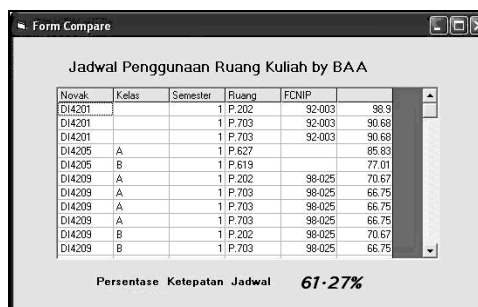 Form Compare
Jadwal Penggunaan Ruang Kuliah by BAA
Novak Kelas Semester Ruang FCNIP
DI4201 1 P.202 92-003 98.9
DI4201 1 P.703 92-003 90.68
DI4201 1 P.703 92-003 90.68
DI4205 A 1 P.627 85.83
DI4205 B 1 P.619 77.01
DI4209 A 1 P.202 98-025 70.67
DI4209 A 1 P.703 98-025 66.75
DI4209 A 1 P.703 98-025 66.75
DI4209 A 1 P.703 98-025 66.75
DI4209 B 1 P.202 98-025 70.67
DI4209 B 1 P.703 98-025 66.75
Persentase Ketepatan Jadwal 61.27%